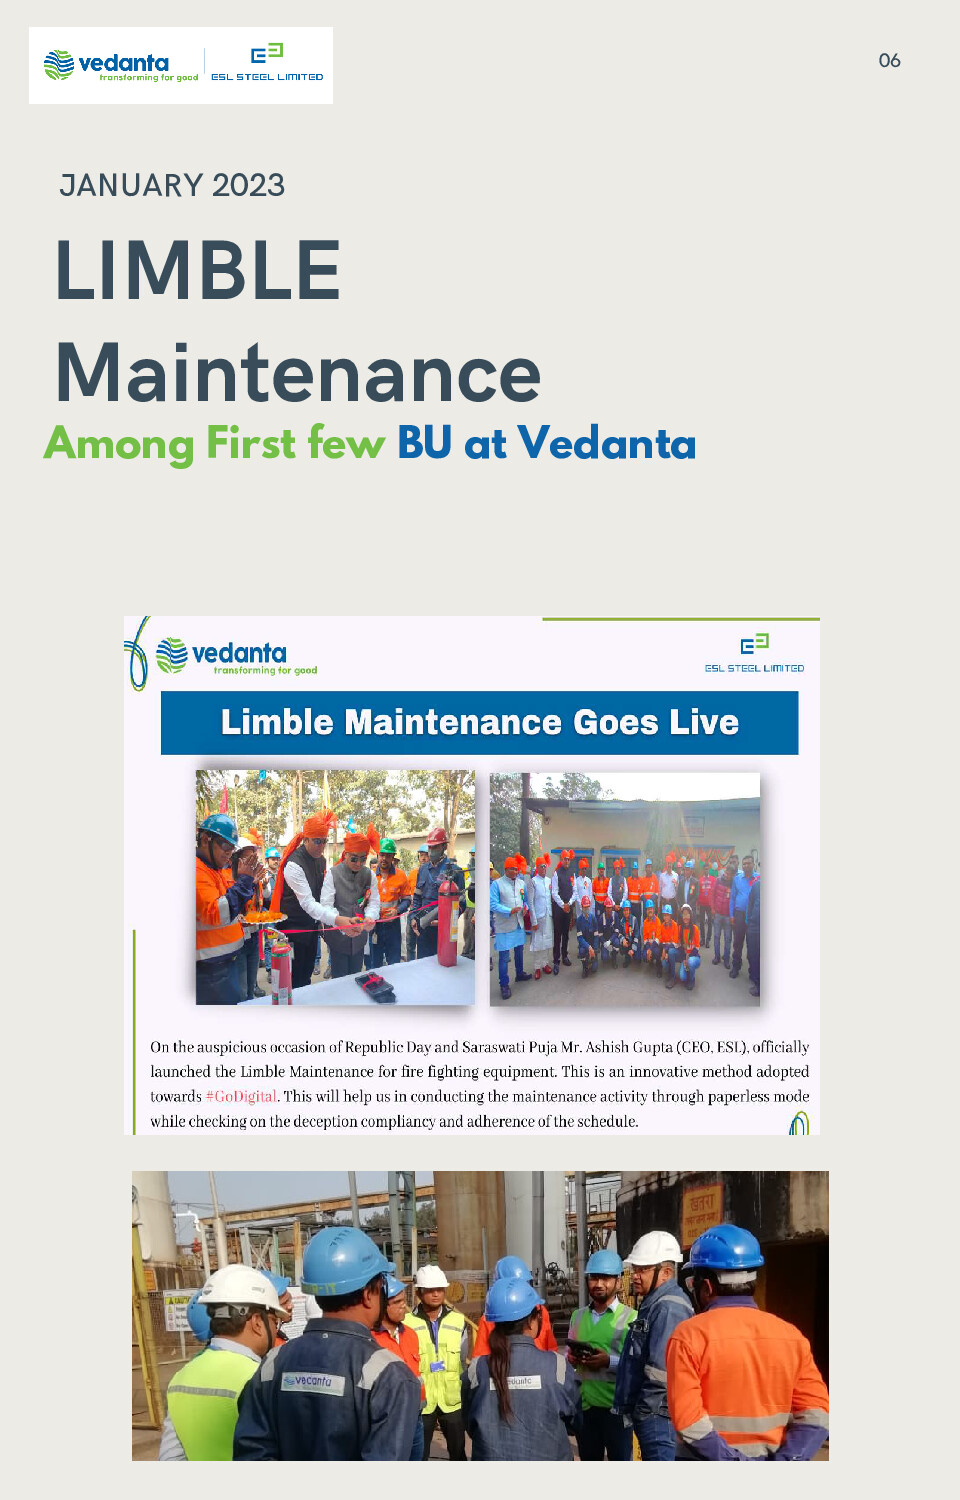 vedanta
transforming for good
ESL STEEL LIMITED
06
JANUARY 2023
LIMBLE
Maintenance
Among First few BU at Vedanta
vedanta
transforming for good
ESL STEEL LIMITED
Limble Maintenance Goes Live
On the auspicious occasion of Republic Day and Saraswati Puja Mr. Ashish Gupta (CEO, ESL), officially
launched the Limble Maintenance for fire fighting equipment. This is an innovative method adopted
towards #GoDigital. This will help us in conducting the maintenance activity through paperless mode
while checking on the deception compliancy and adherence of the schedule.
खतरा
vedanta
vedanta